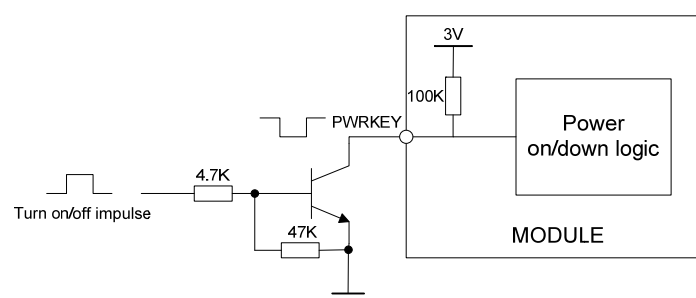 3V
100K
PWRKEY
Power
on/down logic
4.7K
Turn on/off impulse
47K
MODULE